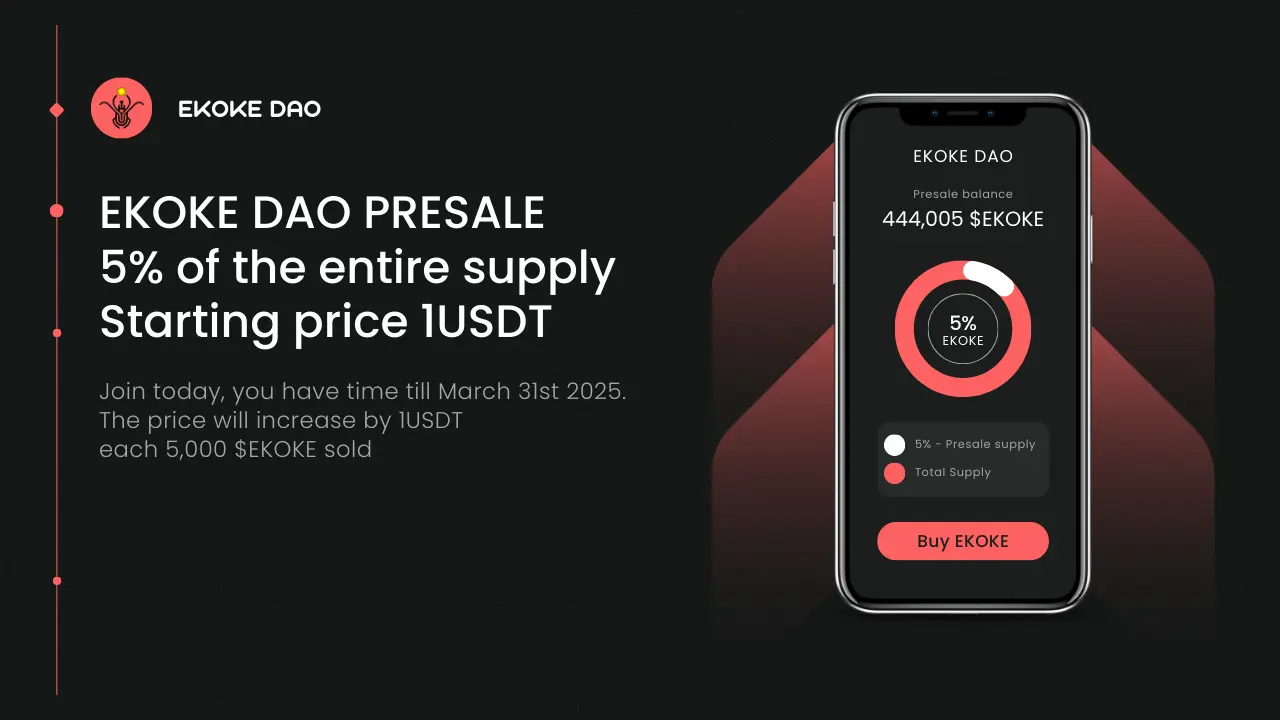 EKOKE DAO
EKOKE DAO PRESALE
5% of the entire supply
Starting price 1USDT
Join today, you have time till March 31st 2025.
The price will increase by 1USDT
each 5,000 $EKOKE sold
EKOKE DAO
Presale balance
444,005 $EKOKE
5%
EKOKE
5% - Presale supply
Total Supply
Buy EKOKE